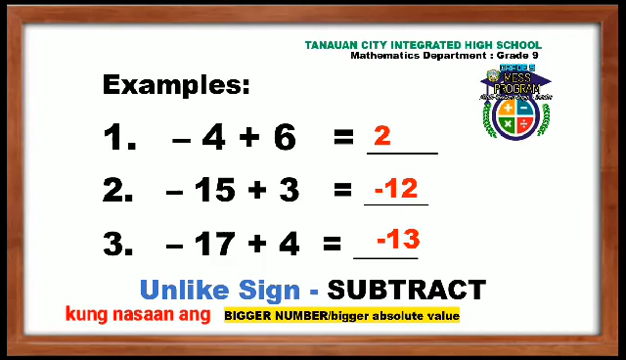 TANAUAN CITY INTEGRATED HIGH SCHOOL
Mathematics Department : Grade 9
MESS
PROGRAM
Examples:
1. – 4 + 6 = 2
2. – 15 + 3 = -12
3. – 17 + 4 = -13
Unlike Sign - SUBTRACT
kung nasaan ang BIGGER NUMBER/bigger absolute value